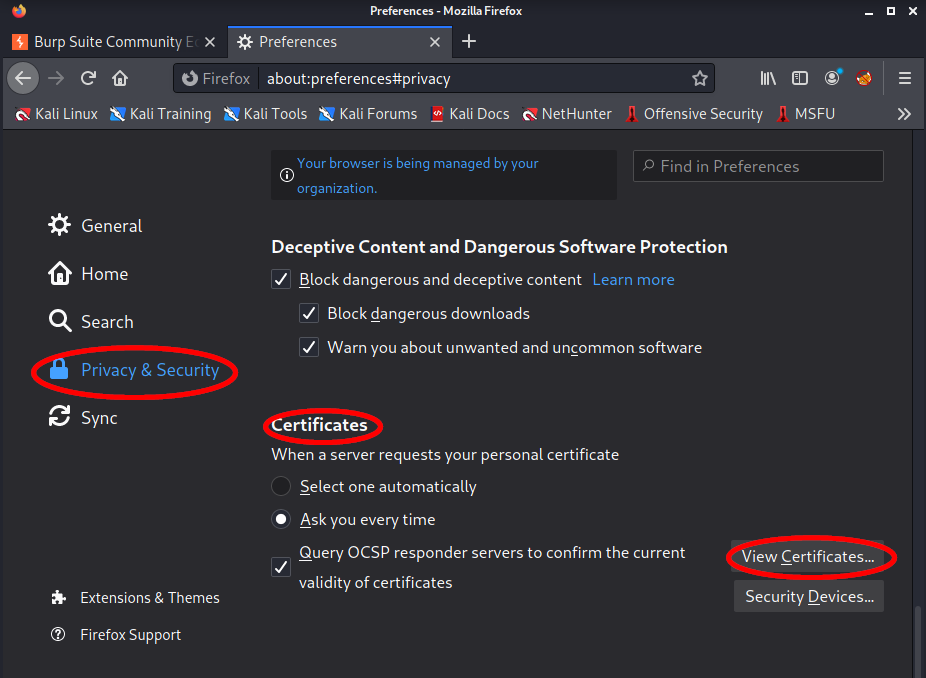 Preferences - Mozilla Firefox
Burp Suite Community E
Preferences
Firefox about:preferences#privacy
Kali Linux Kali Training Kali Tools Kali Forums Kali Docs NetHunter Offensive Security MSFU
Your browser is being managed by your
organization.
Find in Preferences
General
Home
Search
Privacy & Security
Sync
Extensions & Themes
Firefox Support
Deceptive Content and Dangerous Software Protection
Block dangerous and deceptive content Learn more
Block dangerous downloads
Warn you about unwanted and uncommon software
Certificates
When a server requests your personal certificate
Select one automatically
Ask you every time
Query OCSP responder servers to confirm the current
validity of certificates
View Certificates...
Security Devices...